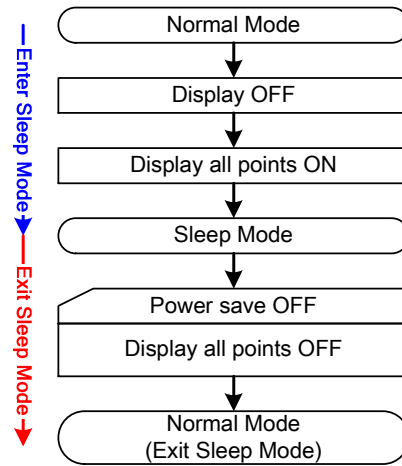 Normal Mode
Display OFF
Display all points ON
Sleep Mode
Power save OFF
Display all points OFF
Normal Mode
(Exit Sleep Mode)
Enter Sleep Mode
Exit Sleep Mode